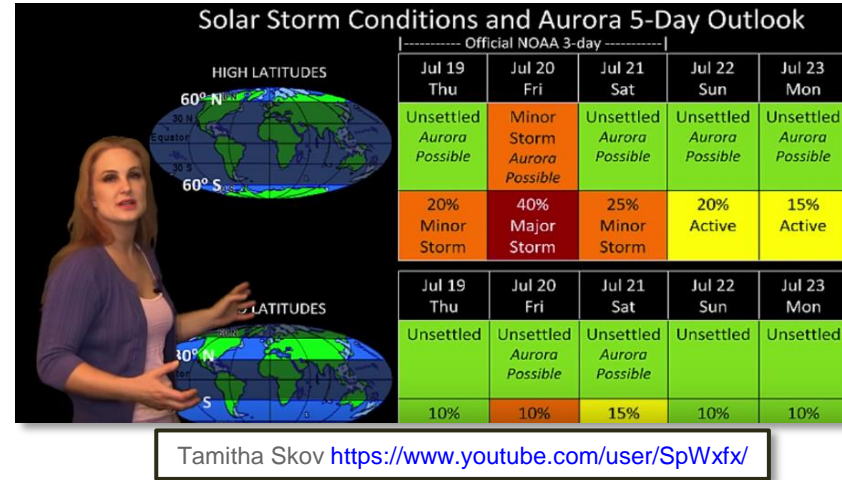 Solar Storm Conditions and Aurora 5-Day Outlook
|----------- Official NOAA 3-day -----------|
HIGH LATITUDES
60° N
30 N
Equator
30 S
60° S
Jul 19 Thu
Jul 20 Fri
Jul 21 Sat
Jul 22 Sun
Jul 23 Mon
Unsettled Aurora Possible
Minor Storm Aurora Possible
Unsettled Aurora Possible
Unsettled Aurora Possible
Unsettled Aurora Possible
20% Minor Storm
40% Major Storm
25% Minor Storm
20% Active
15% Active
LATITUDES
30° N
S
Jul 19 Thu
Jul 20 Fri
Jul 21 Sat
Jul 22 Sun
Jul 23 Mon
Unsettled
Unsettled Aurora Possible
Unsettled Aurora Possible
Unsettled
Unsettled
10%
10%
15%
10%
10%
Tamitha Skov https://www.youtube.com/user/SpWxfx/